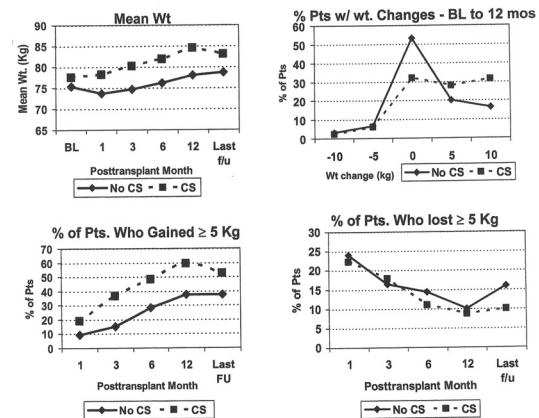 Mean Wt
90
85
80
75
70
65
Mean Wt. (Kg)
BL 1 3 6 12 Last f/u
Posttransplant Month
No CS CS
% Pts w/ wt. Changes - BL to 12 mos
60
50
40
30
20
10
0
% of Pts
-10 -5 0 5 10
Wt change (kg) No CS CS
% of Pts. Who Gained ≥ 5 Kg
70
60
50
40
30
20
10
0
% of Pts
1 3 6 12 Last FU
Posttransplant Month
No CS CS
% of Pts. Who lost ≥ 5 Kg
30
25
20
15
10
5
0
% of Pts
1 3 6 12 Last f/u
Posttransplant Month
No CS CS